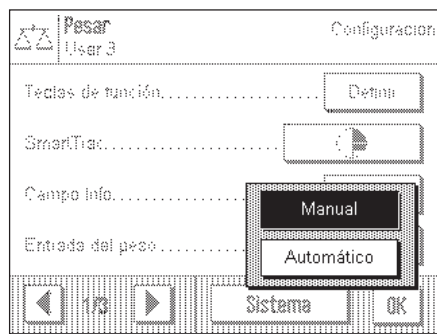 Pesar
User 3
Configuracion
Teclas de función.................... Definir
SmartTrac....................
Campo Info....................
Entrada del peso
Manual
Automático
1/3
Sistema
OK